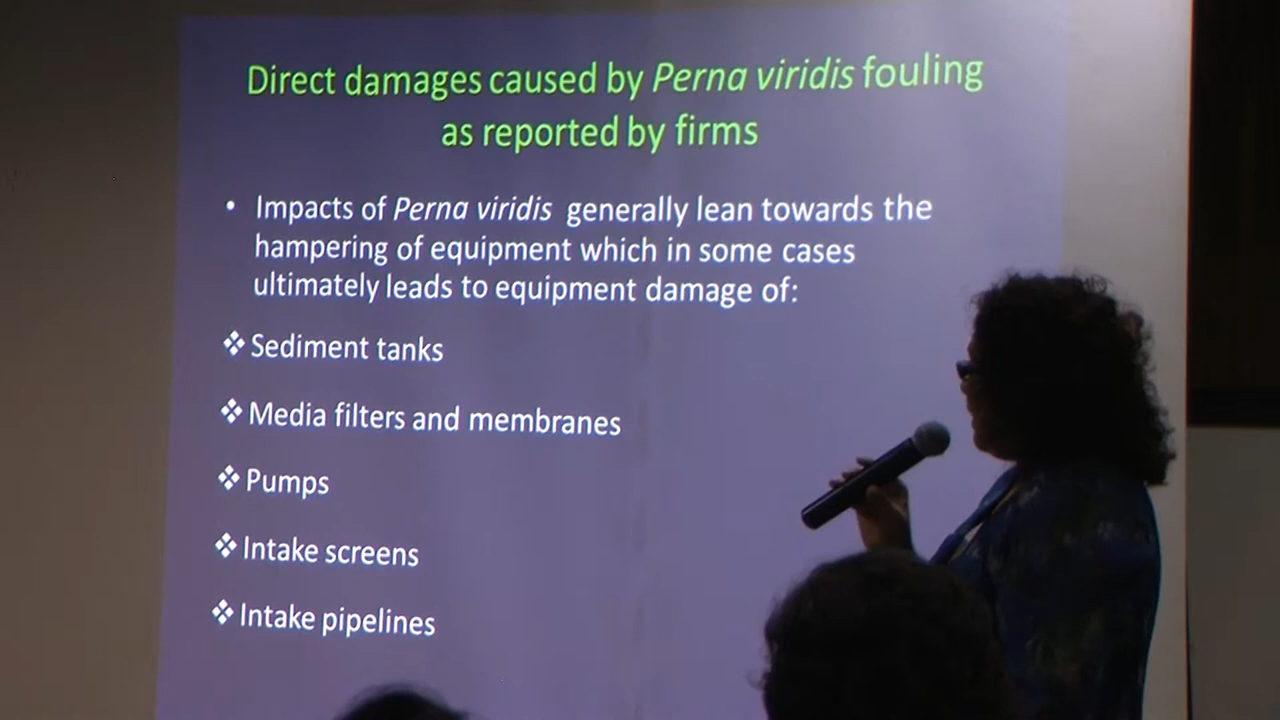 Direct damages caused by Perna viridis fouling
as reported by firms
• Impacts of Perna viridis generally lean towards the
hampering of equipment which in some cases
ultimately leads to equipment damage of:
❖ Sediment tanks
❖ Media filters and membranes
❖ Pumps
❖ Intake screens
❖ Intake pipelines